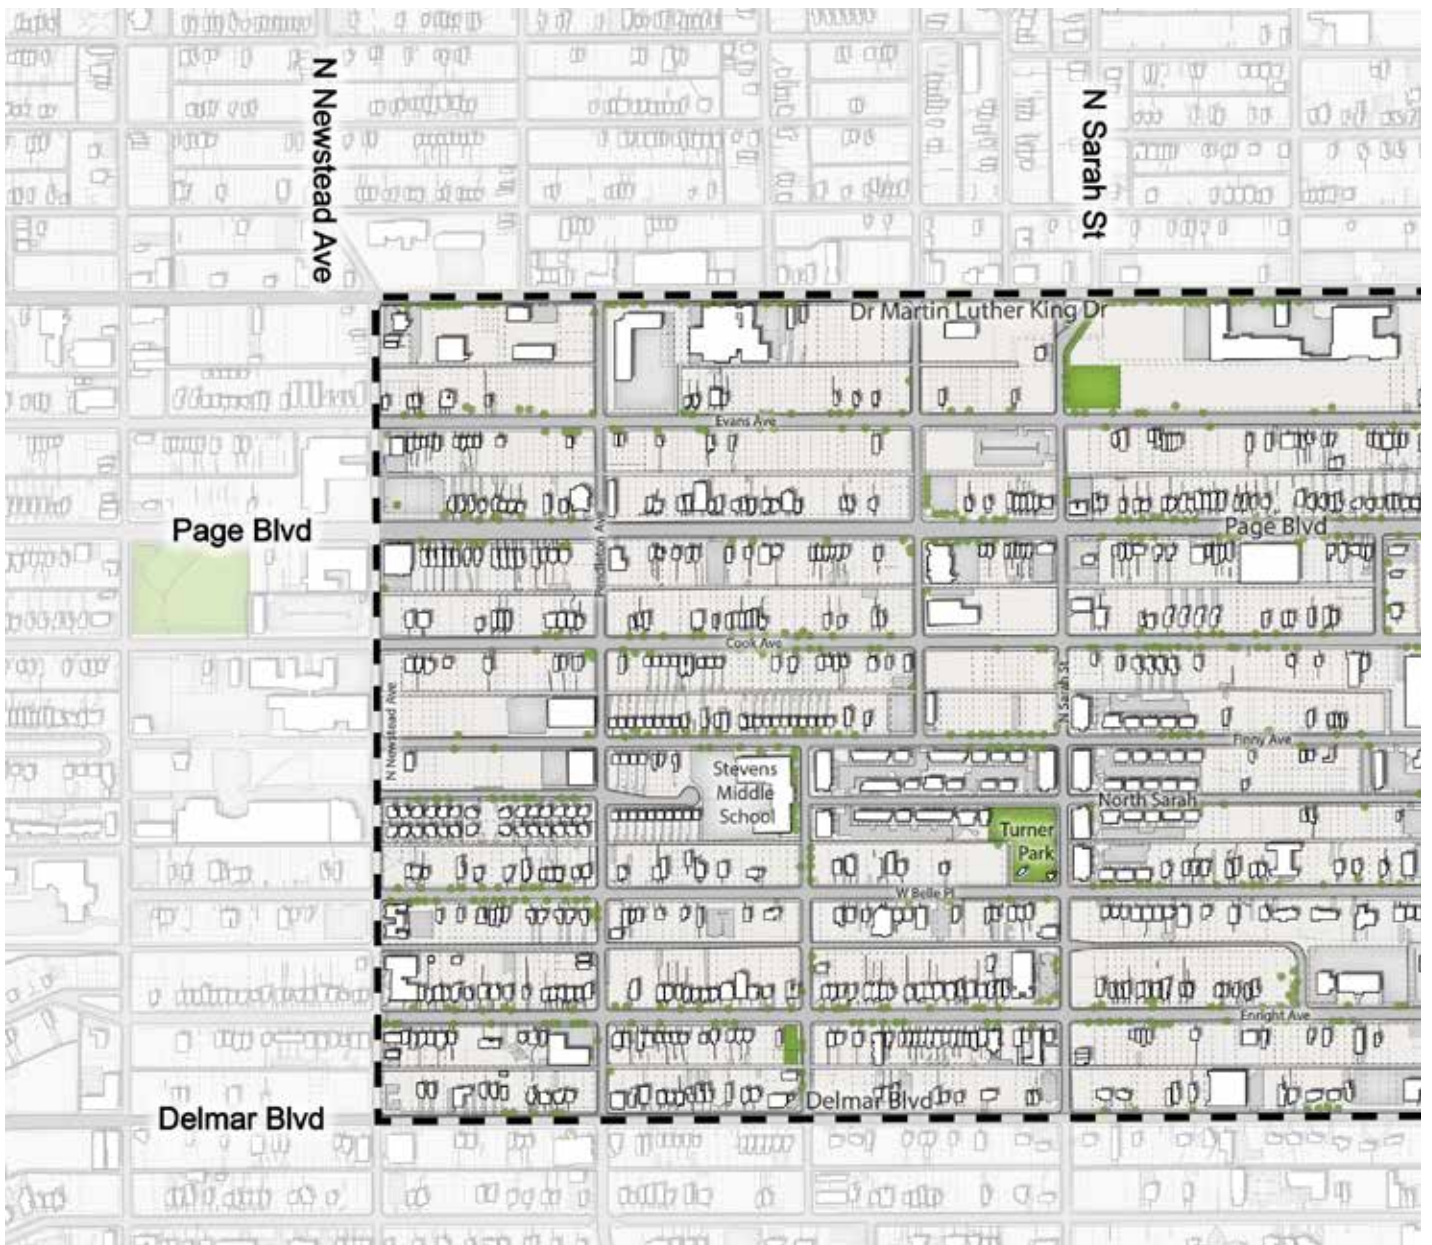 N Newstead Ave
N Sarah St
Dr Martin Luther King Dr
Evans Ave
Page Blvd
Page Blvd
Pendleton Ave
Cook Ave
N Newstead Ave
N Sarah St
Finny Ave
Stevens
Middle
School
North Sarah
Turner
Park
W Belle Pl
Enright Ave
Delmar Blvd
Delmar Blvd